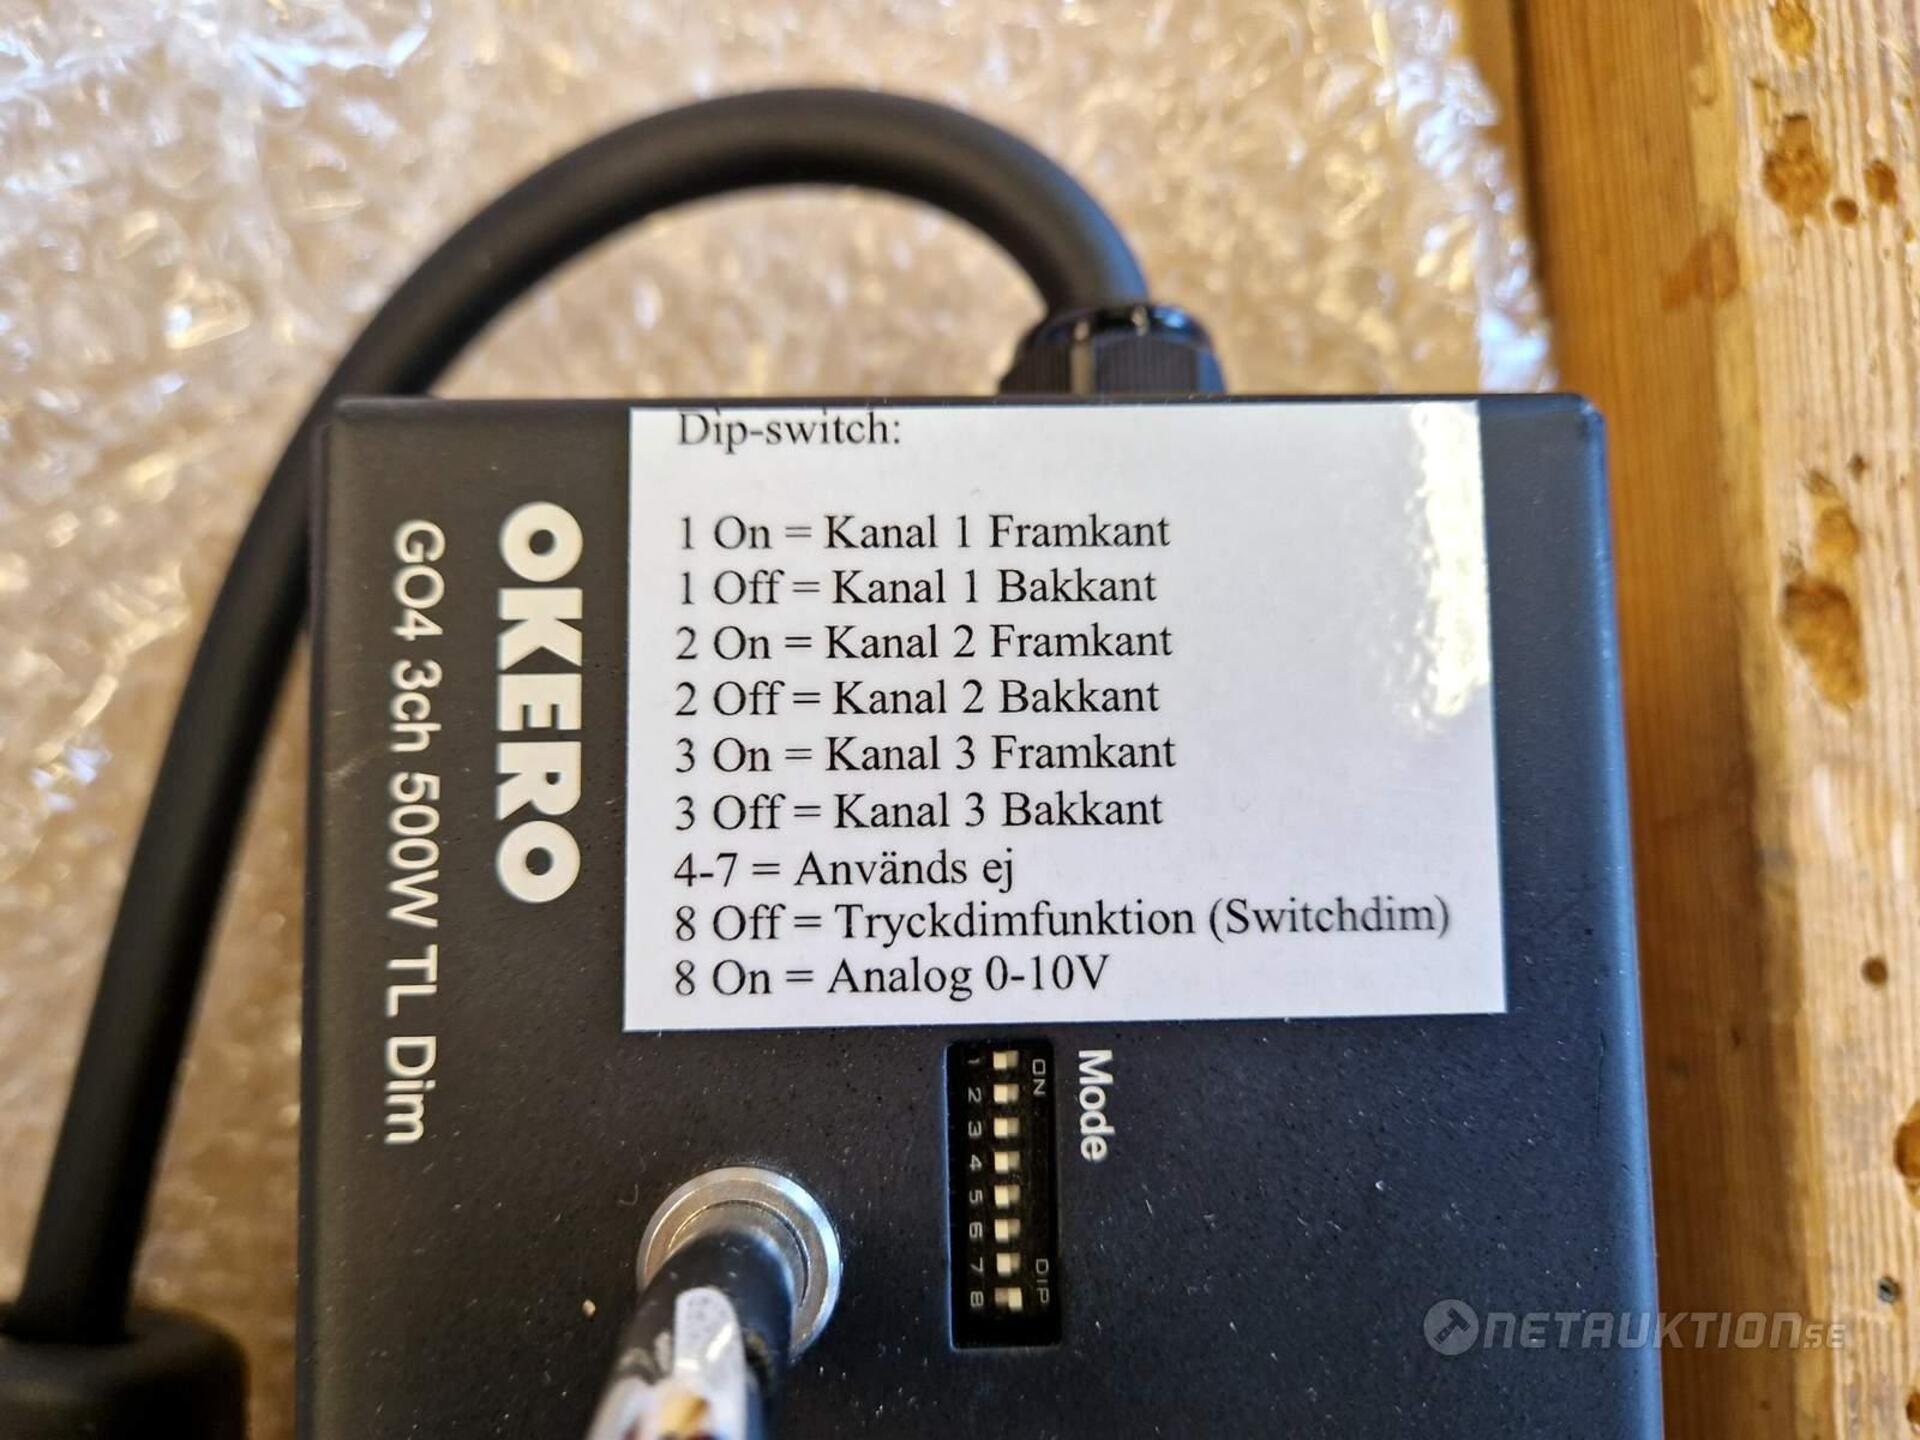 Dip-switch:
1 On = Kanal 1 Framkant
1 Off = Kanal 1 Bakkant
2 On = Kanal 2 Framkant
2 Off = Kanal 2 Bakkant
3 On = Kanal 3 Framkant
3 Off = Kanal 3 Bakkant
4-7 = Används ej
8 Off = Tryckdimfunktion (Switchdim)
8 On = Analog 0-10V
OKERO
GO4 3ch 500W TL Dim
Mode
ON DIP
1 2 3 4 5 6 7 8
NETAUKTION.SE